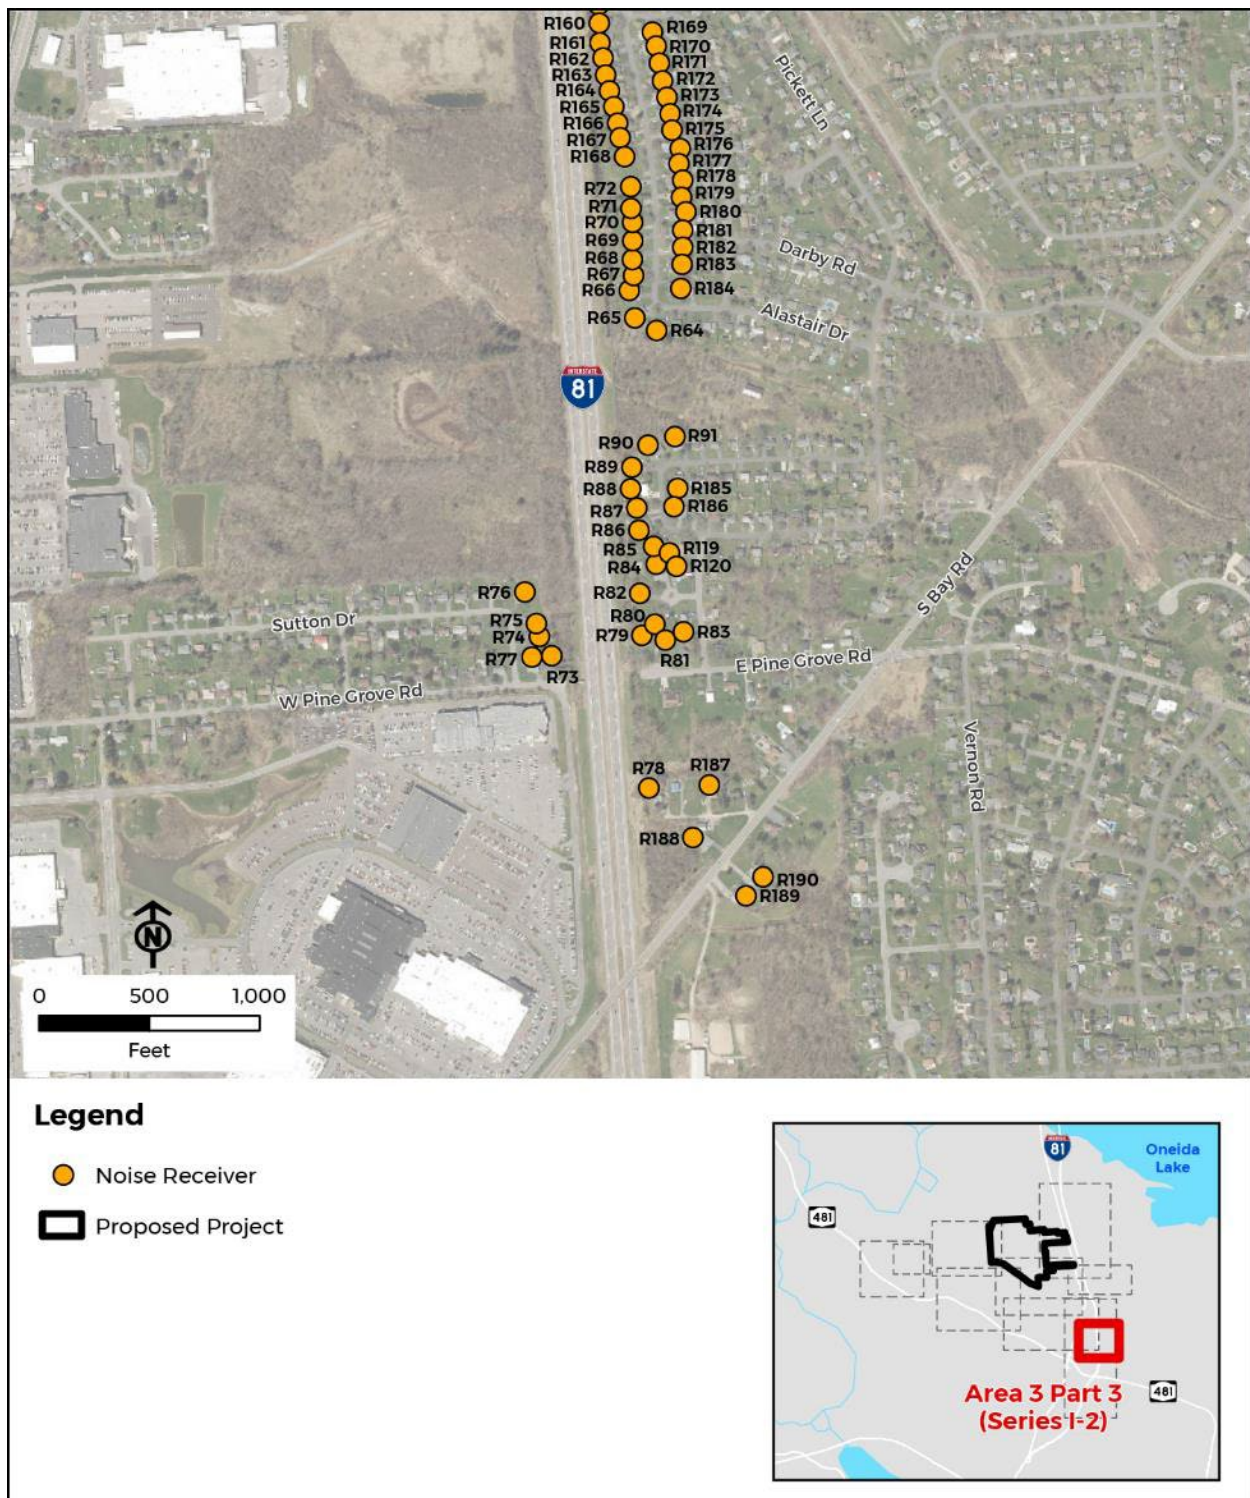 R160
R169
R161
R170
R162
R171
R163
R172
R164
R173
R165
R174
R166
R175
R167
R176
R168
R177
R178
R72
R179
R71
R180
R70
R181
R69
R182
R68
R183
R67
R66
R184
R65
R64
Pickett Ln
Darby Rd
Alastair Dr
INTERSTATE
81
R90
R91
R89
R88
R185
R87
R186
R86
R85
R119
R84
R120
R76
R82
R75
R80
R74
R79
R83
R77
R73
R81
Sutton Dr
W Pine Grove Rd
E Pine Grove Rd
S Bay Rd
Vernon Rd
R78
R187
R188
R190
R189
N
0 500 1,000
Feet
Legend
Noise Receiver
Proposed Project
81
Oneida
Lake
481
481
Area 3 Part 3
(Series I-2)